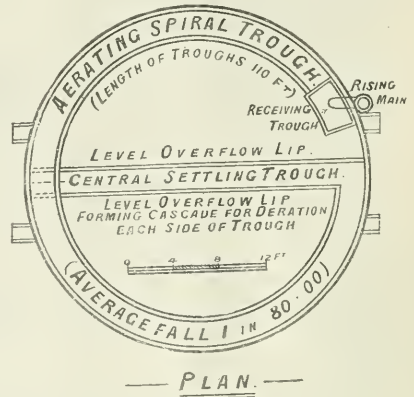 AERATING SPIRAL TROUGH.
(LENGTH OF TROUGHS 110 FT)
RISING
MAIN
RECEIVING
TROUGH
LEVEL OVERFLOW LIP.
CENTRAL SETTLING TROUGH.
LEVEL OVERFLOW LIP
FORMING CASCADE FOR DERATION
EACH SIDE OF TROUGH
0 4 8 12 FT
(AVERAGE FALL 1 IN 80.00)
— PLAN. —